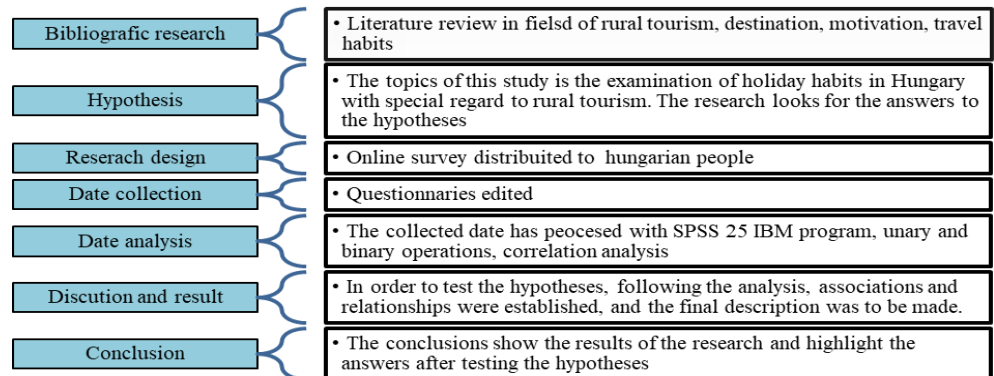 Bibliografic research
• Literature review in fielsd of rural tourism, destination, motivation, travel
habits
Hypothesis
• The topics of this study is the examination of holiday habits in Hungary
with special regard to rural tourism. The research looks for the answers to
the hypotheses
Reserach design
• Online survey distribuited to hungarian people
Date collection
• Questionnaries edited
Date analysis
• The collected date has peocesed with SPSS 25 IBM program, unary and
binary operations, correlation analysis
Discution and result
• In order to test the hypotheses, following the analysis, associations and
relationships were established, and the final description was to be made.
Conclusion
• The conclusions show the results of the research and highlight the
answers after testing the hypotheses